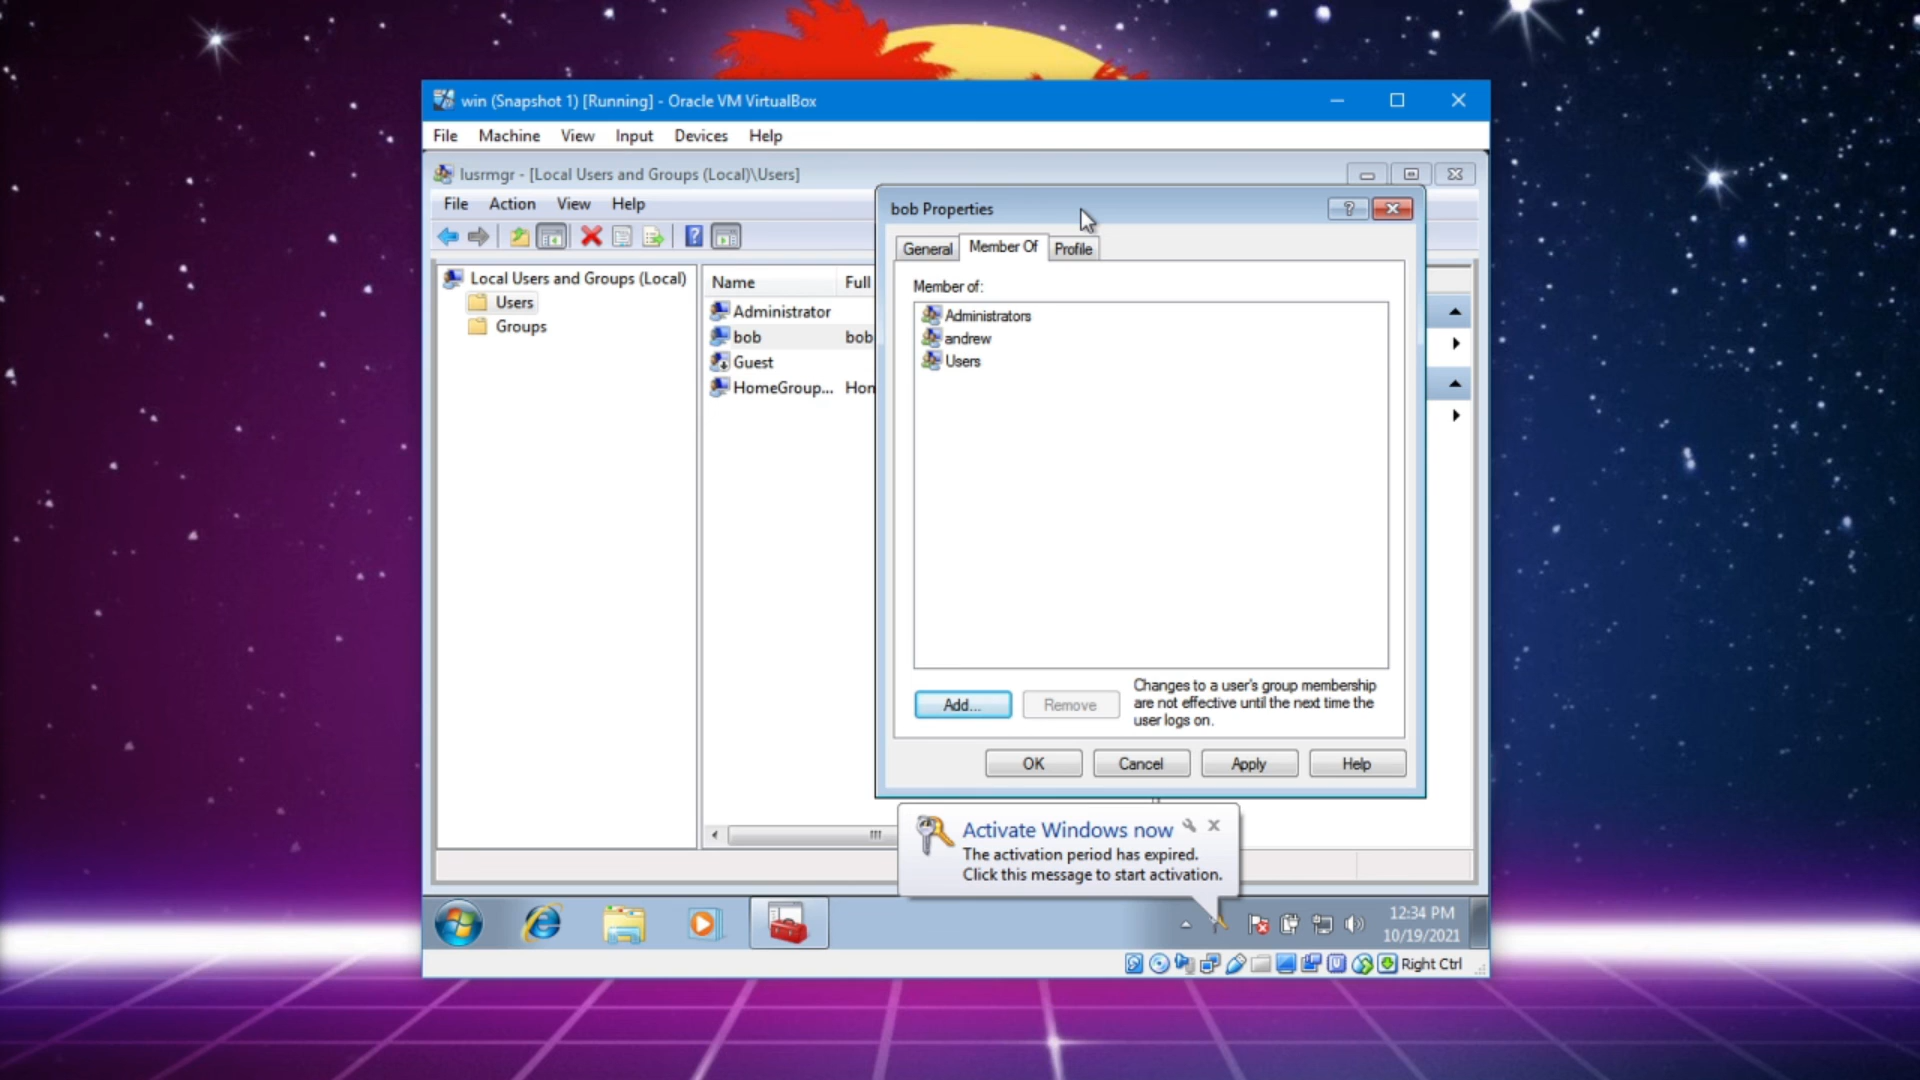 win (Snapshot 1) [Running] - Oracle VM VirtualBox
File Machine View Input Devices Help
lusrmgr - [Local Users and Groups (Local)\Users]
File Action View Help
Local Users and Groups (Local)
Users
Groups
Name Full
Administrator
bob bob
Guest
HomeGroup... Hon
bob Properties
General Member Of Profile
Member of:
Administrators
andrew
Users
Add... Remove
Changes to a user's group membership
are not effective until the next time the
user logs on.
OK Cancel Apply Help
Activate Windows now
The activation period has expired.
Click this message to start activation.
12:34 PM
10/19/2021
Right Ctrl